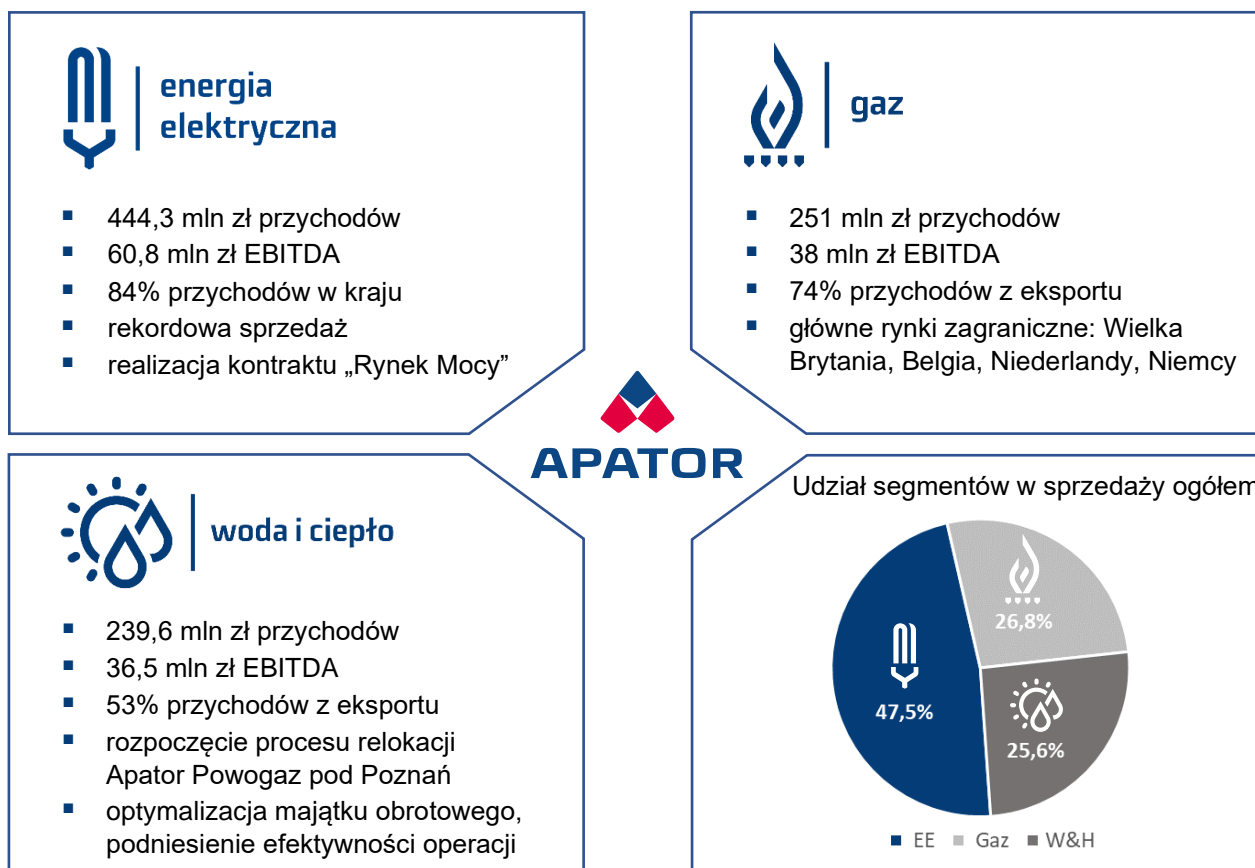 energia
elektryczna
444,3 mln zł przychodów
60,8 mln zł EBITDA
84% przychodów w kraju
rekordowa sprzedaż
realizacja kontraktu „Rynek Mocy”
gaz
251 mln zł przychodów
38 mln zł EBITDA
74% przychodów z eksportu
główne rynki zagraniczne: Wielka
Brytania, Belgia, Niederlandy, Niemcy
APATOR
woda i ciepło
239,6 mln zł przychodów
36,5 mln zł EBITDA
53% przychodów z eksportu
rozpoczęcie procesu relokacji
Apator Powogaz pod Poznań
optymalizacja majątku obrotowego,
podniesienie efektywności operacji
Udział segmentów w sprzedaży ogółem
26,8%
47,5%
25,6%
EE Gaz W&H